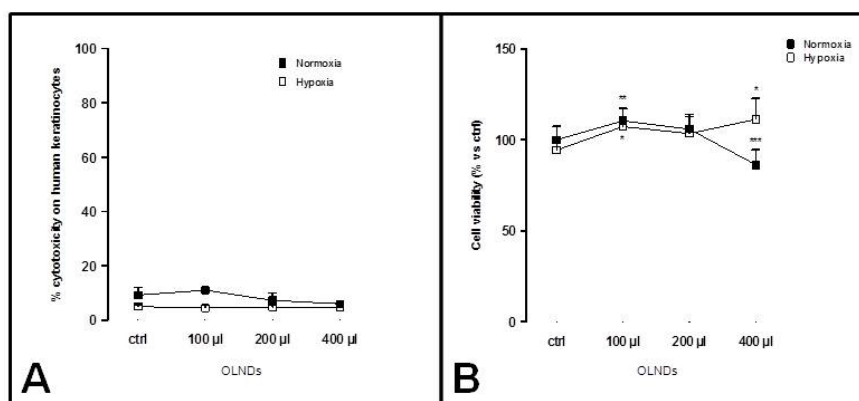 100
80
60
40
20
0
% cytotoxicity on human keratinocytes
Normoxia
Hypoxia
ctrl 100 µl 200 µl 400 µl
OLNDs
A
150
100
50
0
Cell viability (% vs ctrl)
Normoxia
Hypoxia
** *
* ***
ctrl 100 µl 200 µl 400 µl
OLNDs
B